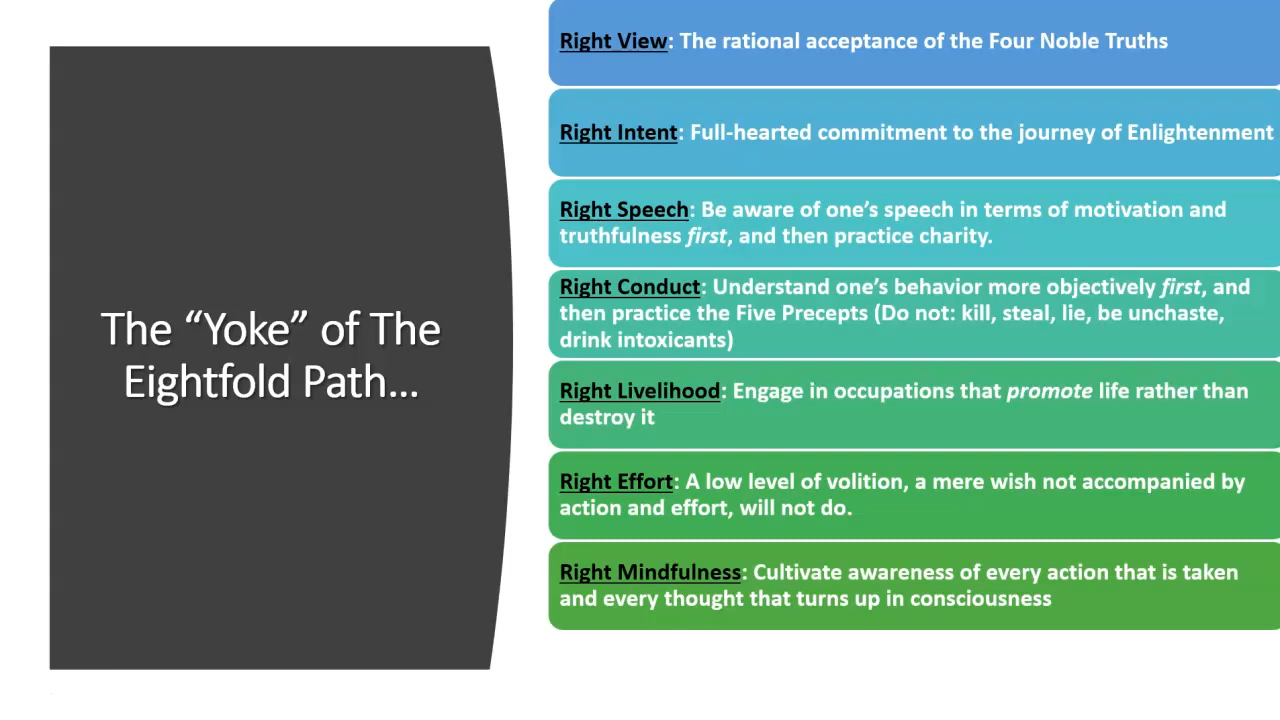 The “Yoke” of The
Eightfold Path...
Right View: The rational acceptance of the Four Noble Truths
Right Intent: Full-hearted commitment to the journey of Enlightenment
Right Speech: Be aware of one’s speech in terms of motivation and
truthfulness first, and then practice charity.
Right Conduct: Understand one’s behavior more objectively first, and
then practice the Five Precepts (Do not: kill, steal, lie, be unchaste,
drink intoxicants)
Right Livelihood: Engage in occupations that promote life rather than
destroy it
Right Effort: A low level of volition, a mere wish not accompanied by
action and effort, will not do.
Right Mindfulness: Cultivate awareness of every action that is taken
and every thought that turns up in consciousness